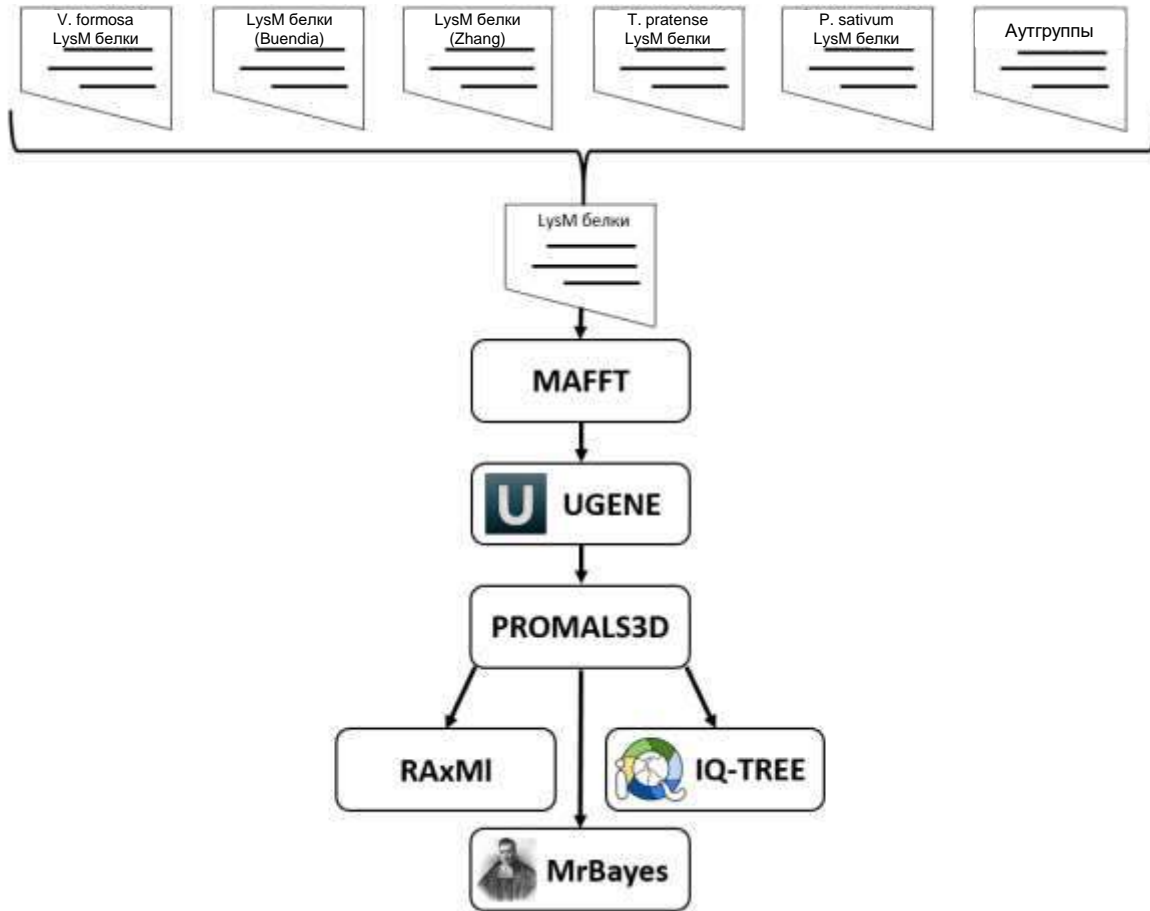 V. formosa
LysM белки
LysM белки
(Buendia)
LysM белки
(Zhang)
T. pratense
LysM белки
P. sativum
LysM белки
Аутгруппы
LysM белки
MAFFT
U UGENE
PROMALS3D
RAxMl
IQ-TREE
MrBayes